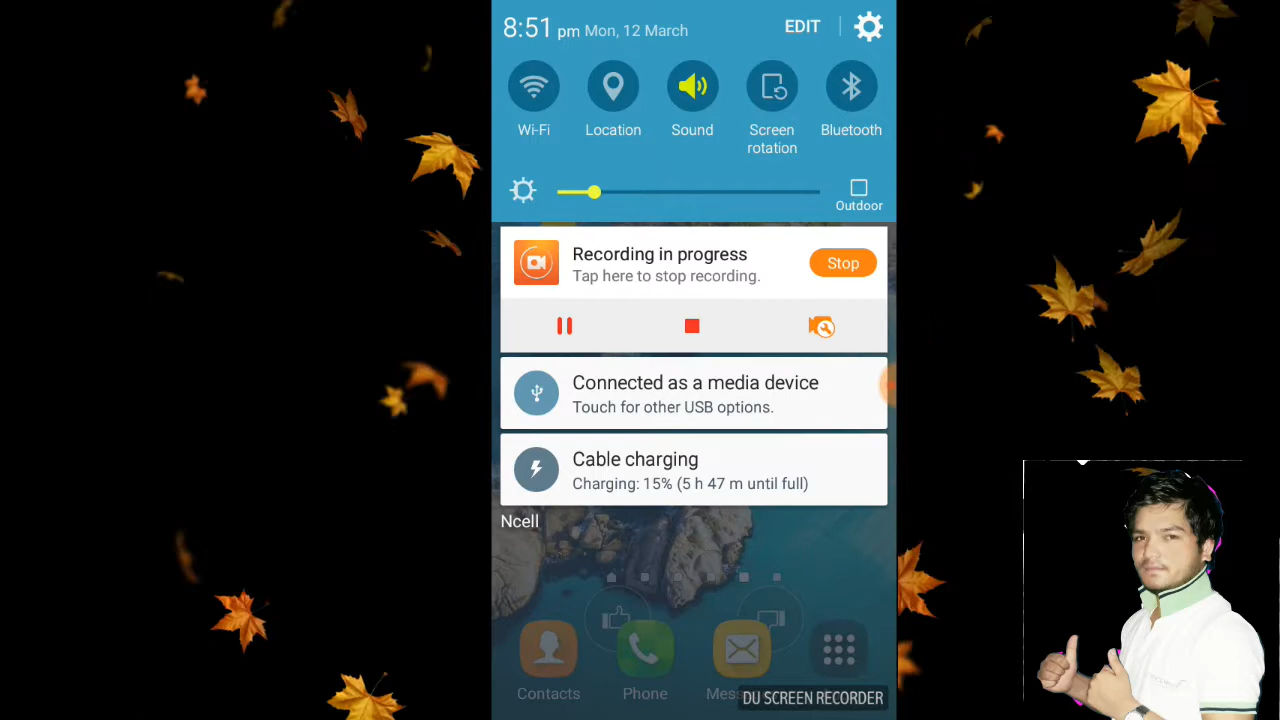 8:51 pm Mon, 12 March EDIT
Wi-Fi Location Sound Screen rotation Bluetooth
Outdoor
Recording in progress
Tap here to stop recording.
Stop
Connected as a media device
Touch for other USB options.
Cable charging
Charging: 15% (5 h 47 m until full)
Ncell
Contacts Phone
DU SCREEN RECORDER